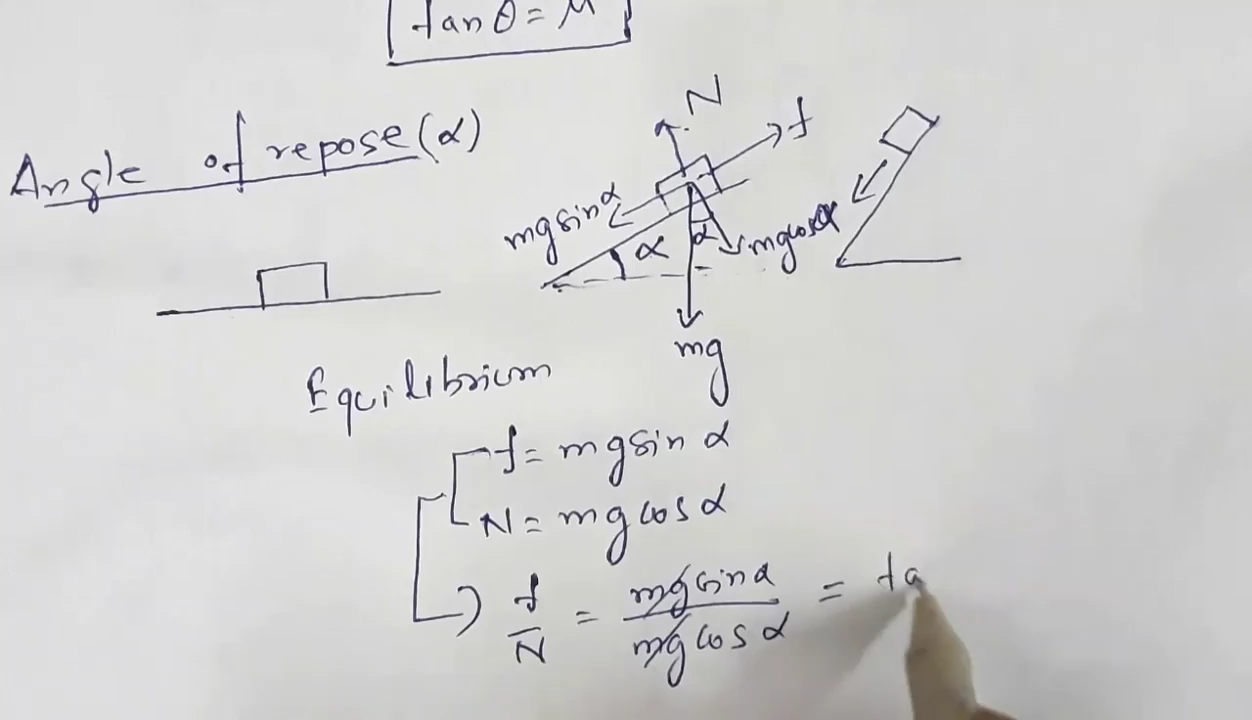 tan θ = μ
Angle of repose (α)
N
f
mg sin α
α
α
mg cos α
mg
Equilibrium
f = mg sin α
N = mg cos α
f/N = mg sin α / mg cos α = ta